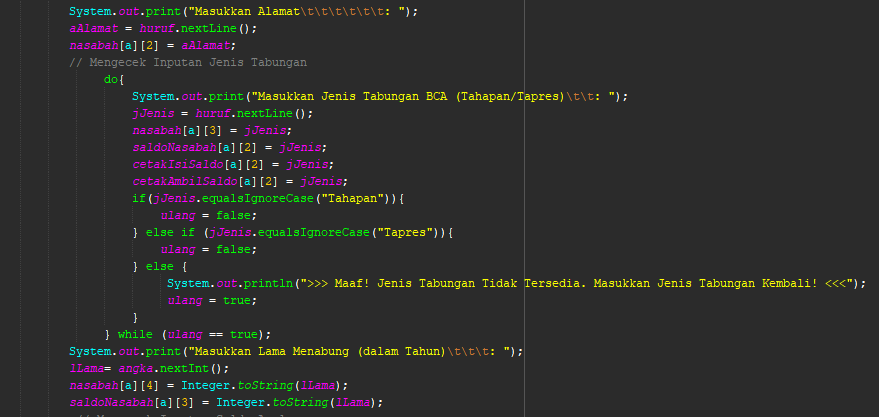 System.out.print("Masukkan Alamat\t\t\t\t\t\t: ");
aAlamat = huruf.nextLine();
nasabah[a][2] = aAlamat;
// Mengecek Inputan Jenis Tabungan
do{
System.out.print("Masukkan Jenis Tabungan BCA (Tahapan/Tapres)\t\t: ");
jJenis = huruf.nextLine();
nasabah[a][3] = jJenis;
saldoNasabah[a][2] = jJenis;
cetakIsiSaldo[a][2] = jJenis;
cetakAmbilSaldo[a][2] = jJenis;
if(jJenis.equalsIgnoreCase("Tahapan")){
ulang = false;
} else if (jJenis.equalsIgnoreCase("Tapres")){
ulang = false;
} else {
System.out.println(">>> Maaf! Jenis Tabungan Tidak Tersedia. Masukkan Jenis Tabungan Kembali! <<<");
ulang = true;
}
} while (ulang == true);
System.out.print("Masukkan Lama Menabung (dalam Tahun)\t\t\t: ");
lLama= angka.nextInt();
nasabah[a][4] = Integer.toString(lLama);
saldoNasabah[a][3] = Integer.toString(lLama);